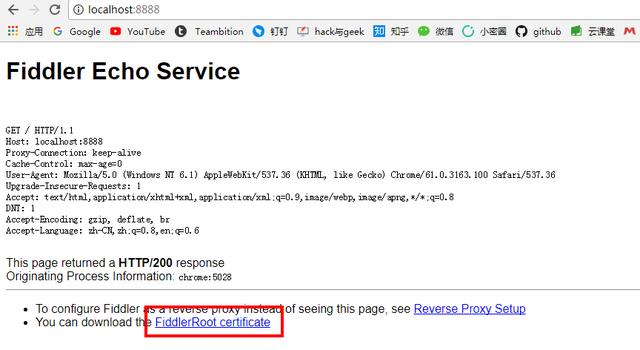 localhost:8888
应用 Google YouTube Teambition 钉钉 hack与geek 知乎 微信 小密圈 github 云课堂
Fiddler Echo Service
GET / HTTP/1.1
Host: localhost:8888
Proxy-Connection: keep-alive
Cache-Control: max-age=0
User-Agent: Mozilla/5.0 (Windows NT 6.1) AppleWebKit/537.36 (KHTML, like Gecko) Chrome/61.0.3163.100 Safari/537.36
Upgrade-Insecure-Requests: 1
Accept: text/html,application/xhtml+xml,application/xml;q=0.9,image/webp,image/apng,*/*;q=0.8
DNT: 1
Accept-Encoding: gzip, deflate, br
Accept-Language: zh-CN,zh;q=0.8,en;q=0.6
This page returned a HTTP/200 response
Originating Process Information: chrome:5028
• To configure Fiddler as a reverse proxy instead of seeing this page, see Reverse Proxy Setup
• You can download the FiddlerRoot certificate